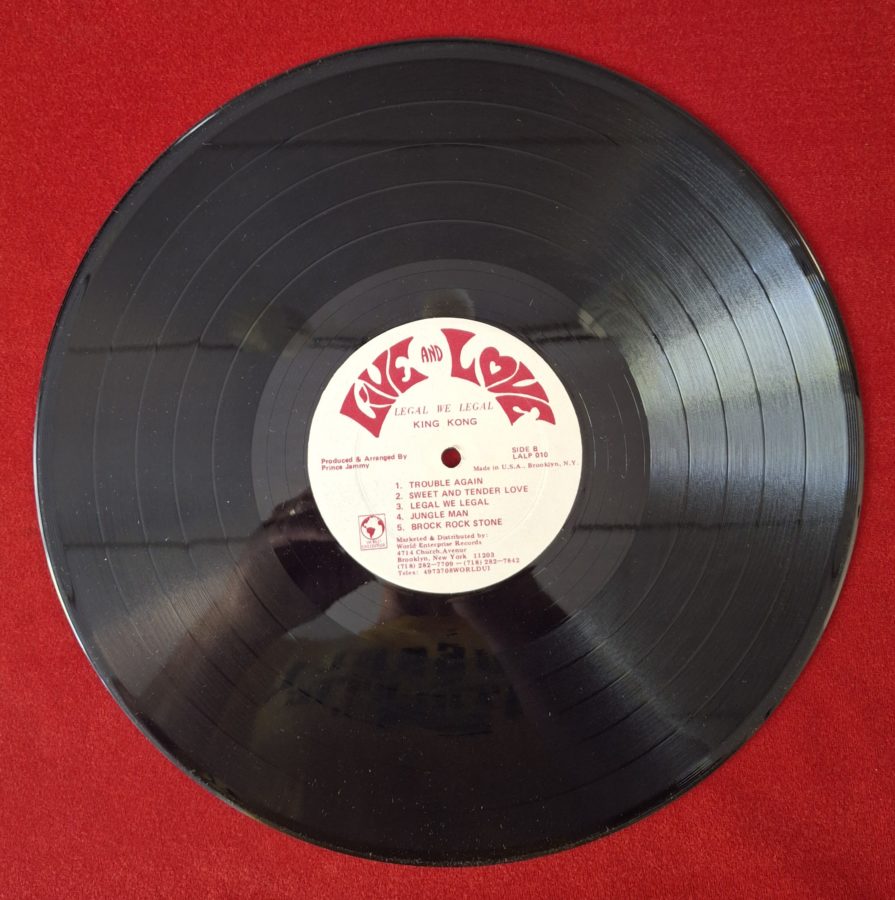 LIVE AND LOVE
LEGAL WE LEGAL
KING KONG
Produced & Arranged By
Prince Jammy
SIDE B
LALP 010
Made in U.S.A. Brooklyn, N.Y.
1. TROUBLE AGAIN
2. SWEET AND TENDER LOVE
3. LEGAL WE LEGAL
4. JUNGLE MAN
5. BROCK ROCK STONE
Marketed & Distributed by:
World Enterprise Records
4714 Church Avenue
Brooklyn, New York 11203
(718) 282-7709 - (718) 282-7842
Telex: 4973708WORLDUI